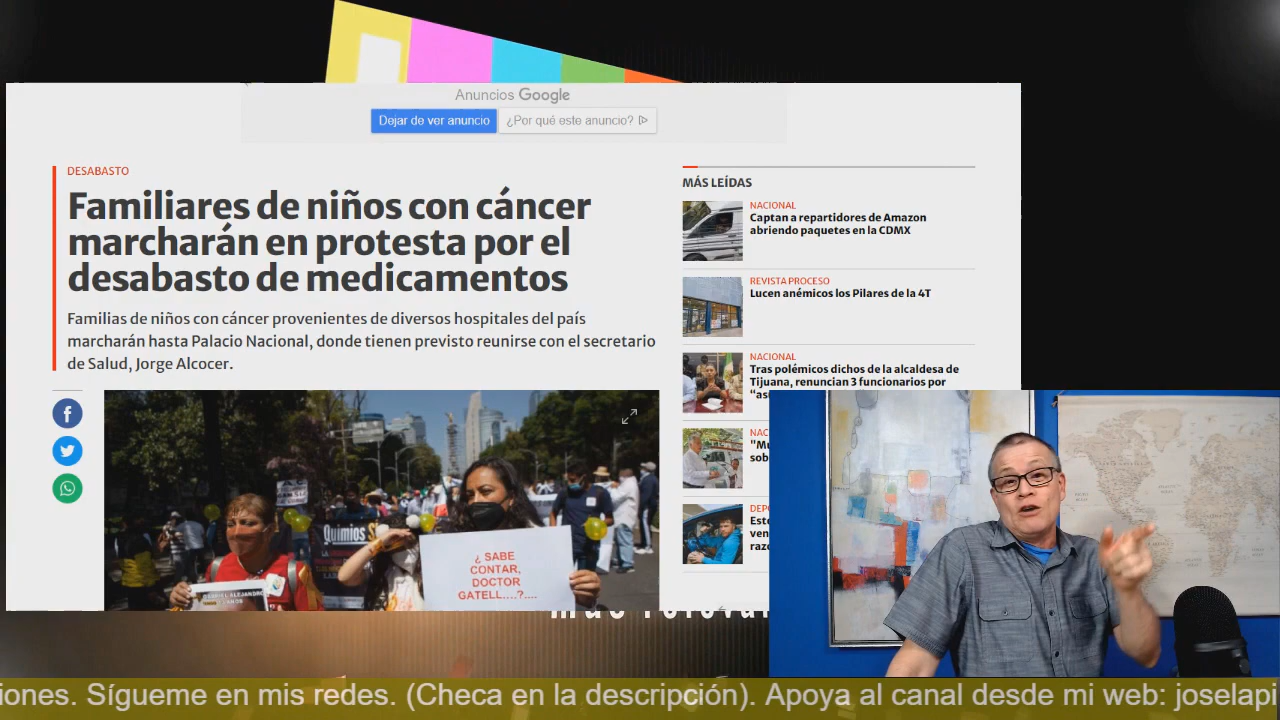 Anuncios Google
Dejar de ver anuncio
¿Por qué este anuncio?
DESABASTO
Familiares de niños con cáncer
marcharán en protesta por el
desabasto de medicamentos
Familias de niños con cáncer provenientes de diversos hospitales del país
marcharán hasta Palacio Nacional, donde tienen previsto reunirse con el secretario
de Salud, Jorge Alcocer.
Quimios
¿ SABE
CONTAR,
DOCTOR
GATELL....?....
MÁS LEÍDAS
NACIONAL
Captan a repartidores de Amazon
abriendo paquetes en la CDMX
REVISTA PROCESO
Lucen anémicos los Pilares de la 4T
NACIONAL
Tras polémicos dichos de la alcaldesa de
Tijuana, renuncian 3 funcionarios por
iones. Sígueme en mis redes. (Checa en la descripción). Apoya al canal desde mi web: joselapi